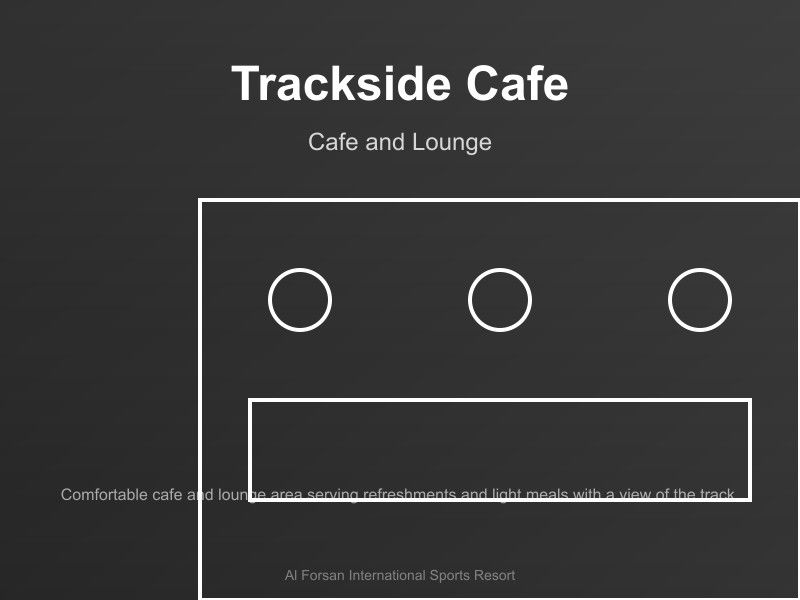 Trackside Cafe
Cafe and Lounge
Comfortable cafe and lounge area serving refreshments and light meals with a view of the track
Al Forsan International Sports Resort